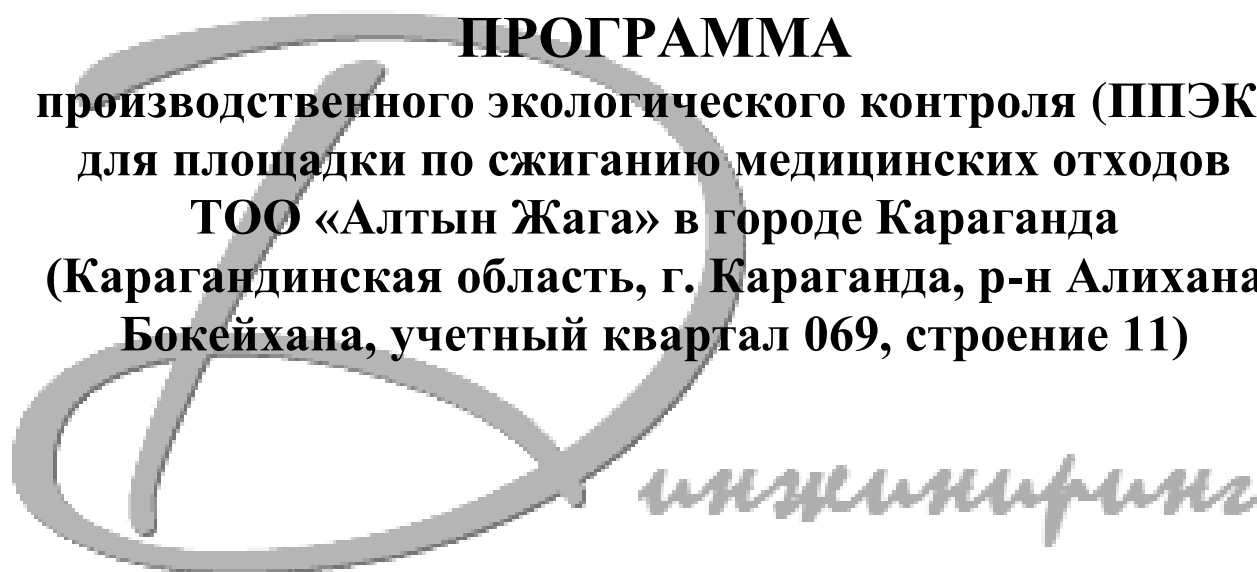 ПРОГРАММА
производственного экологического контроля (ППЭК
для площадки по сжиганию медицинских отходов
ТОО «Алтын Жага» в городе Караганда
(Карагандинская область, г. Караганда, р-н Алихана
Бокейхана, учетный квартал 069, строение 11)
Д
инжиниринг